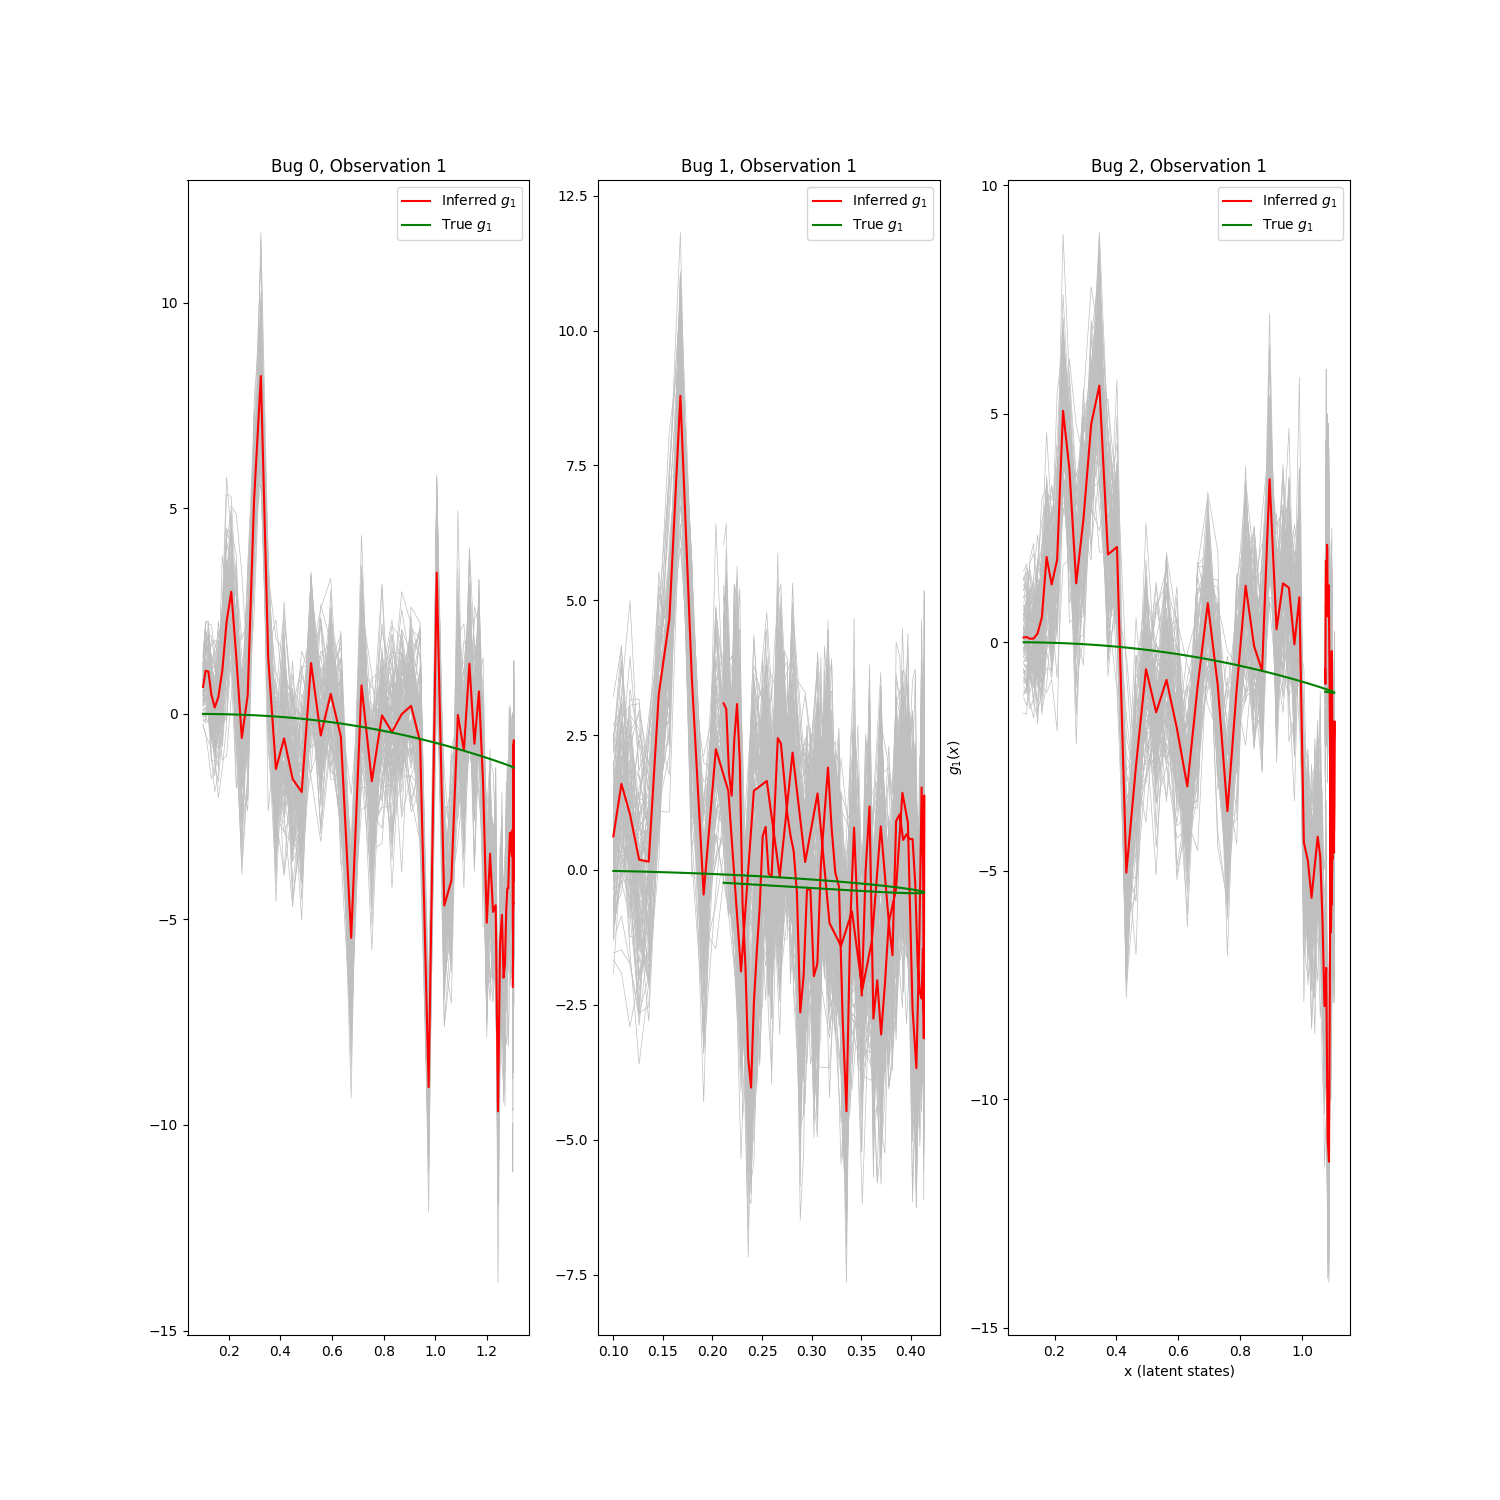 Bug 0, Observation 1
Inferred g₁
True g₁
10
5
0
−5
−10
−15
0.2 0.4 0.6 0.8 1.0 1.2
Bug 1, Observation 1
Inferred g₁
True g₁
12.5
10.0
7.5
5.0
2.5
0.0
−2.5
−5.0
−7.5
0.10 0.15 0.20 0.25 0.30 0.35 0.40
Bug 2, Observation 1
Inferred g₁
True g₁
g₁(x)
10
5
0
−5
−10
−15
0.2 0.4 0.6 0.8 1.0
x (latent states)